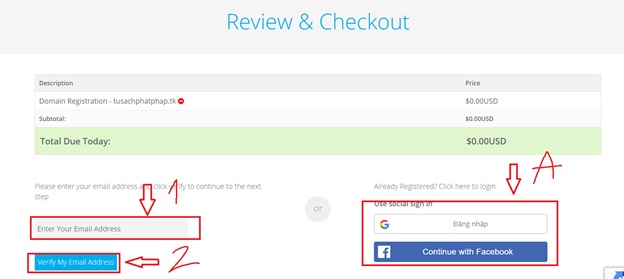 Review & Checkout
Description Price
Domain Registration - tusachphatphap.tk $0.00USD
Subtotal: $0.00USD
Total Due Today: $0.00USD
A
Please enter your email address and click verify to continue to the next
step
1
Enter Your Email Address
Verify My Email Address
2
or
Already Registered? Click here to login
Use social sign in
G Đăng nhập
f Continue with Facebook